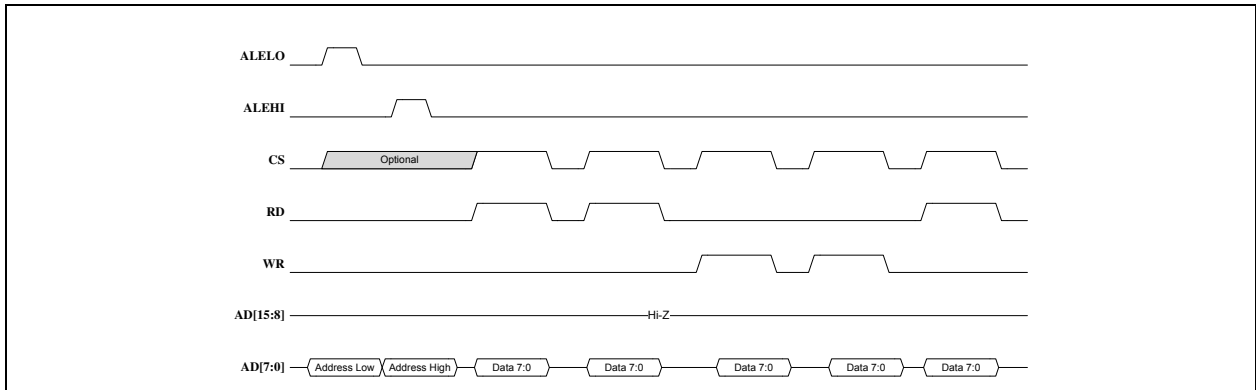 ALELO
ALEHI
CS
Optional
RD
WR
AD[15:8]
Hi-Z
AD[7:0]
Address Low
Address High
Data 7:0
Data 7:0
Data 7:0
Data 7:0
Data 7:0